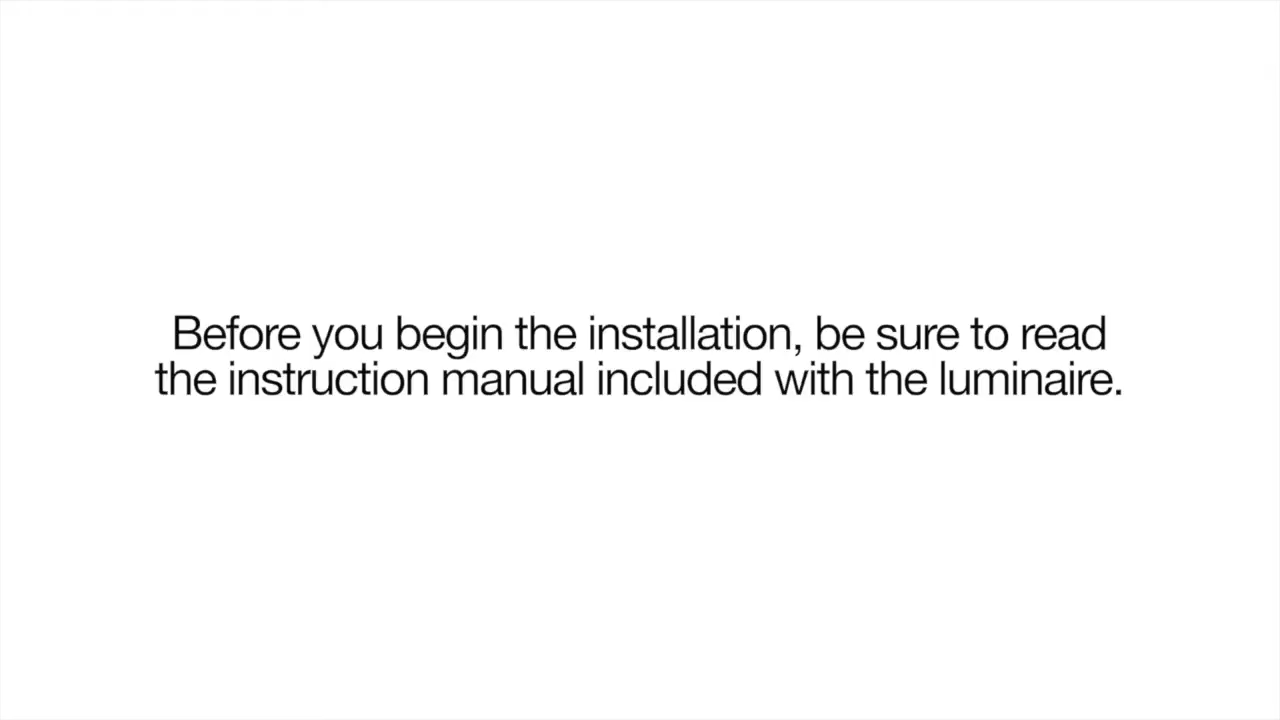 Before you begin the installation, be sure to read
the instruction manual included with the luminaire.